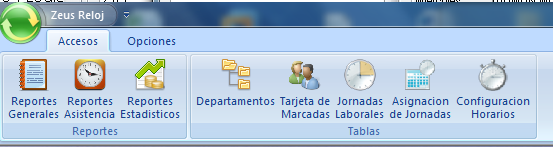 Zeus Reloj
Accesos
Opciones
Reportes
Generales
Reportes
Asistencia
Reportes
Estadisticos
Reportes
Departamentos
Tarjeta de
Marcadas
Jornadas
Laborales
Asignacion
de Jornadas
Configuracion
Horarios
Tablas